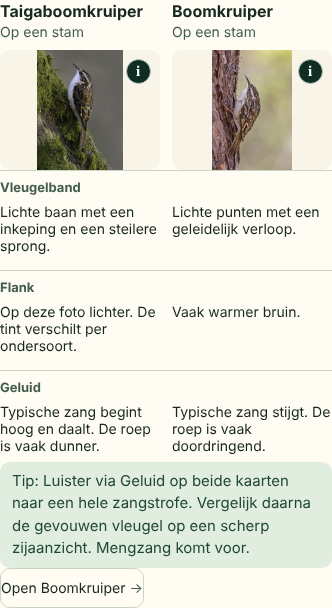 Taigaboomkruiper
Op een stam
Boomkruiper
Op een stam
i
i
Vleugelband
Lichte baan met een
inkeping en een steilere
sprong.
Lichte punten met een
geleidelijk verloop.
Flank
Op deze foto lichter. De
tint verschilt per
ondersoort.
Vaak warmer bruin.
Geluid
Typische zang begint
hoog en daalt. De roep
is vaak dunner.
Typische zang stijgt. De
roep is vaak
doordringend.
Tip: Luister via Geluid op beide kaarten
naar een hele zangstrofe. Vergelijk daarna
de gevouwen vleugel op een scherp
zijaanzicht. Mengzang komt voor.
Open Boomkruiper →